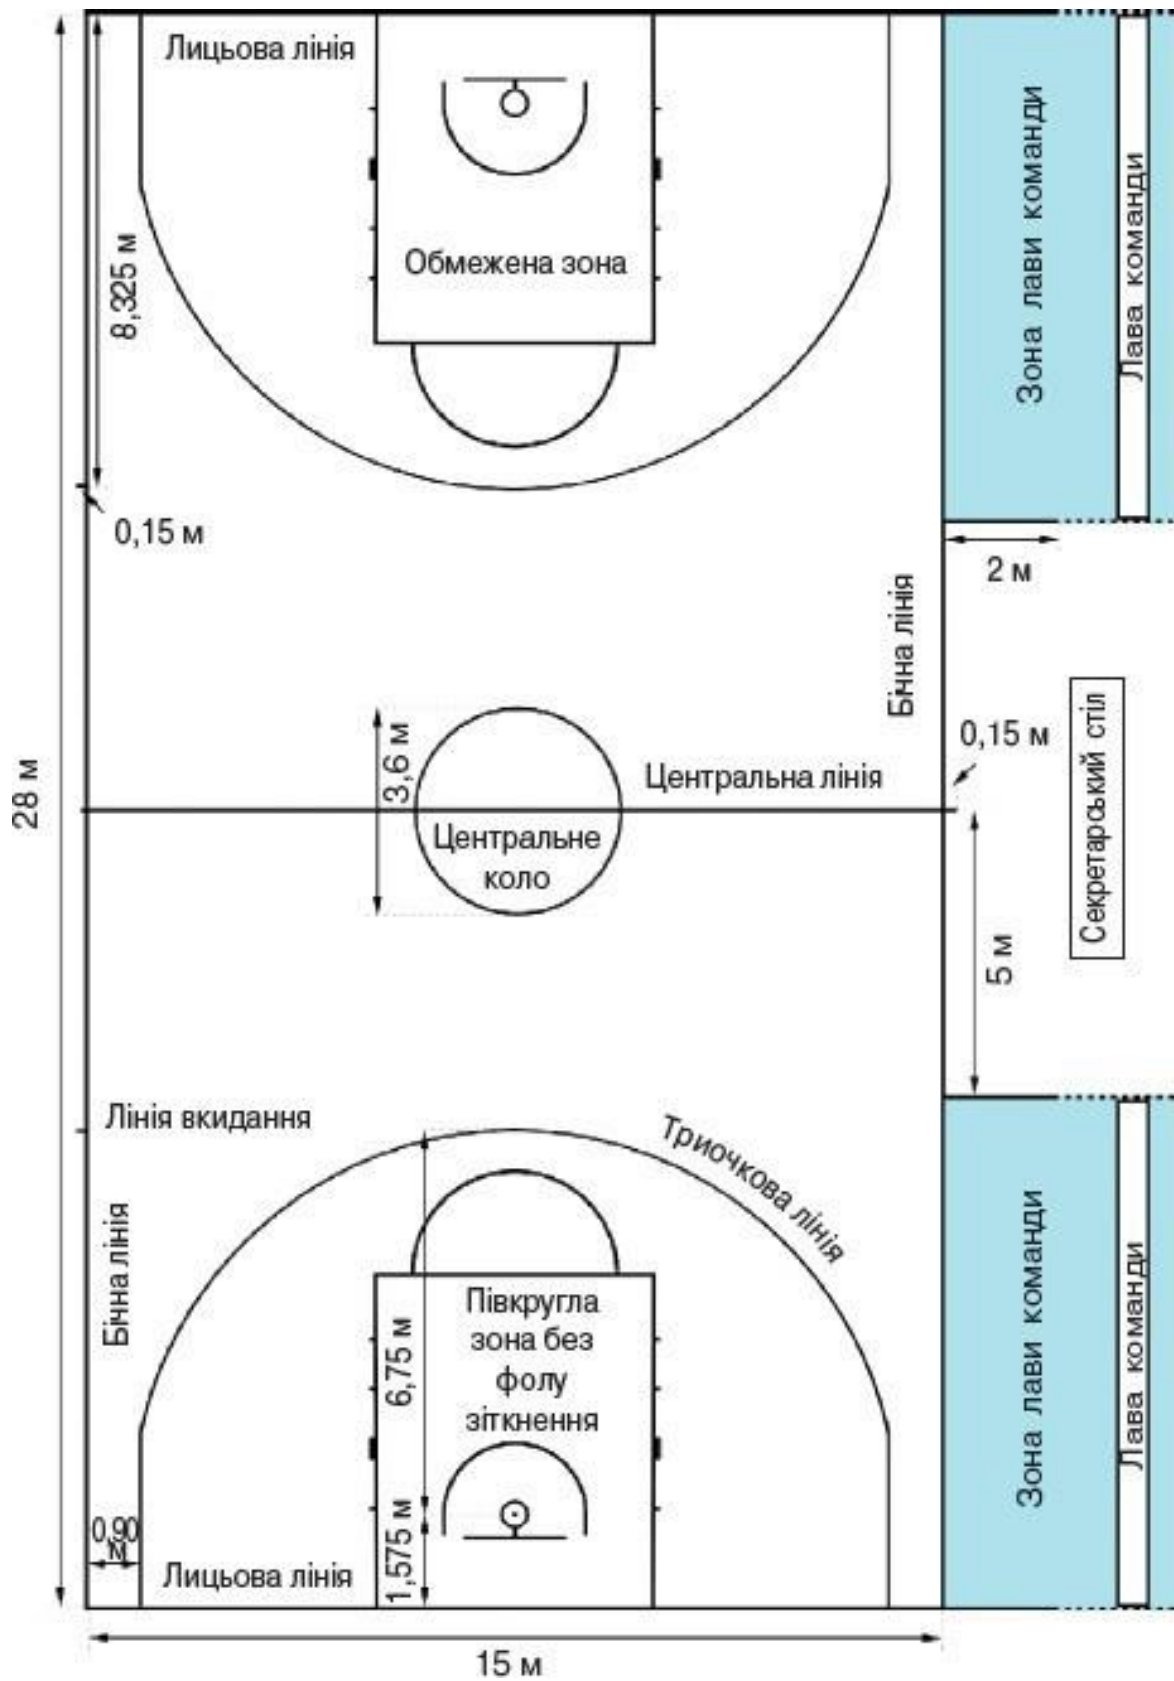 Лицьова лінія
Зона лави команди
Лава команди
8,325 м
Обмежена зона
0,15 м
2 м
Бічна лінія
Секретарський стіл
0,15 м
3,6 м
Центральна лінія
28 м
Центральне
коло
5 м
Лінія вкидання
Триочкова лінія
Бічна лінія
Зона лави команди
Лава команди
Півкругла
зона без
фолу
зіткнення
6,75 м
1,575 м
0,90
м
Лицьова лінія
15 м